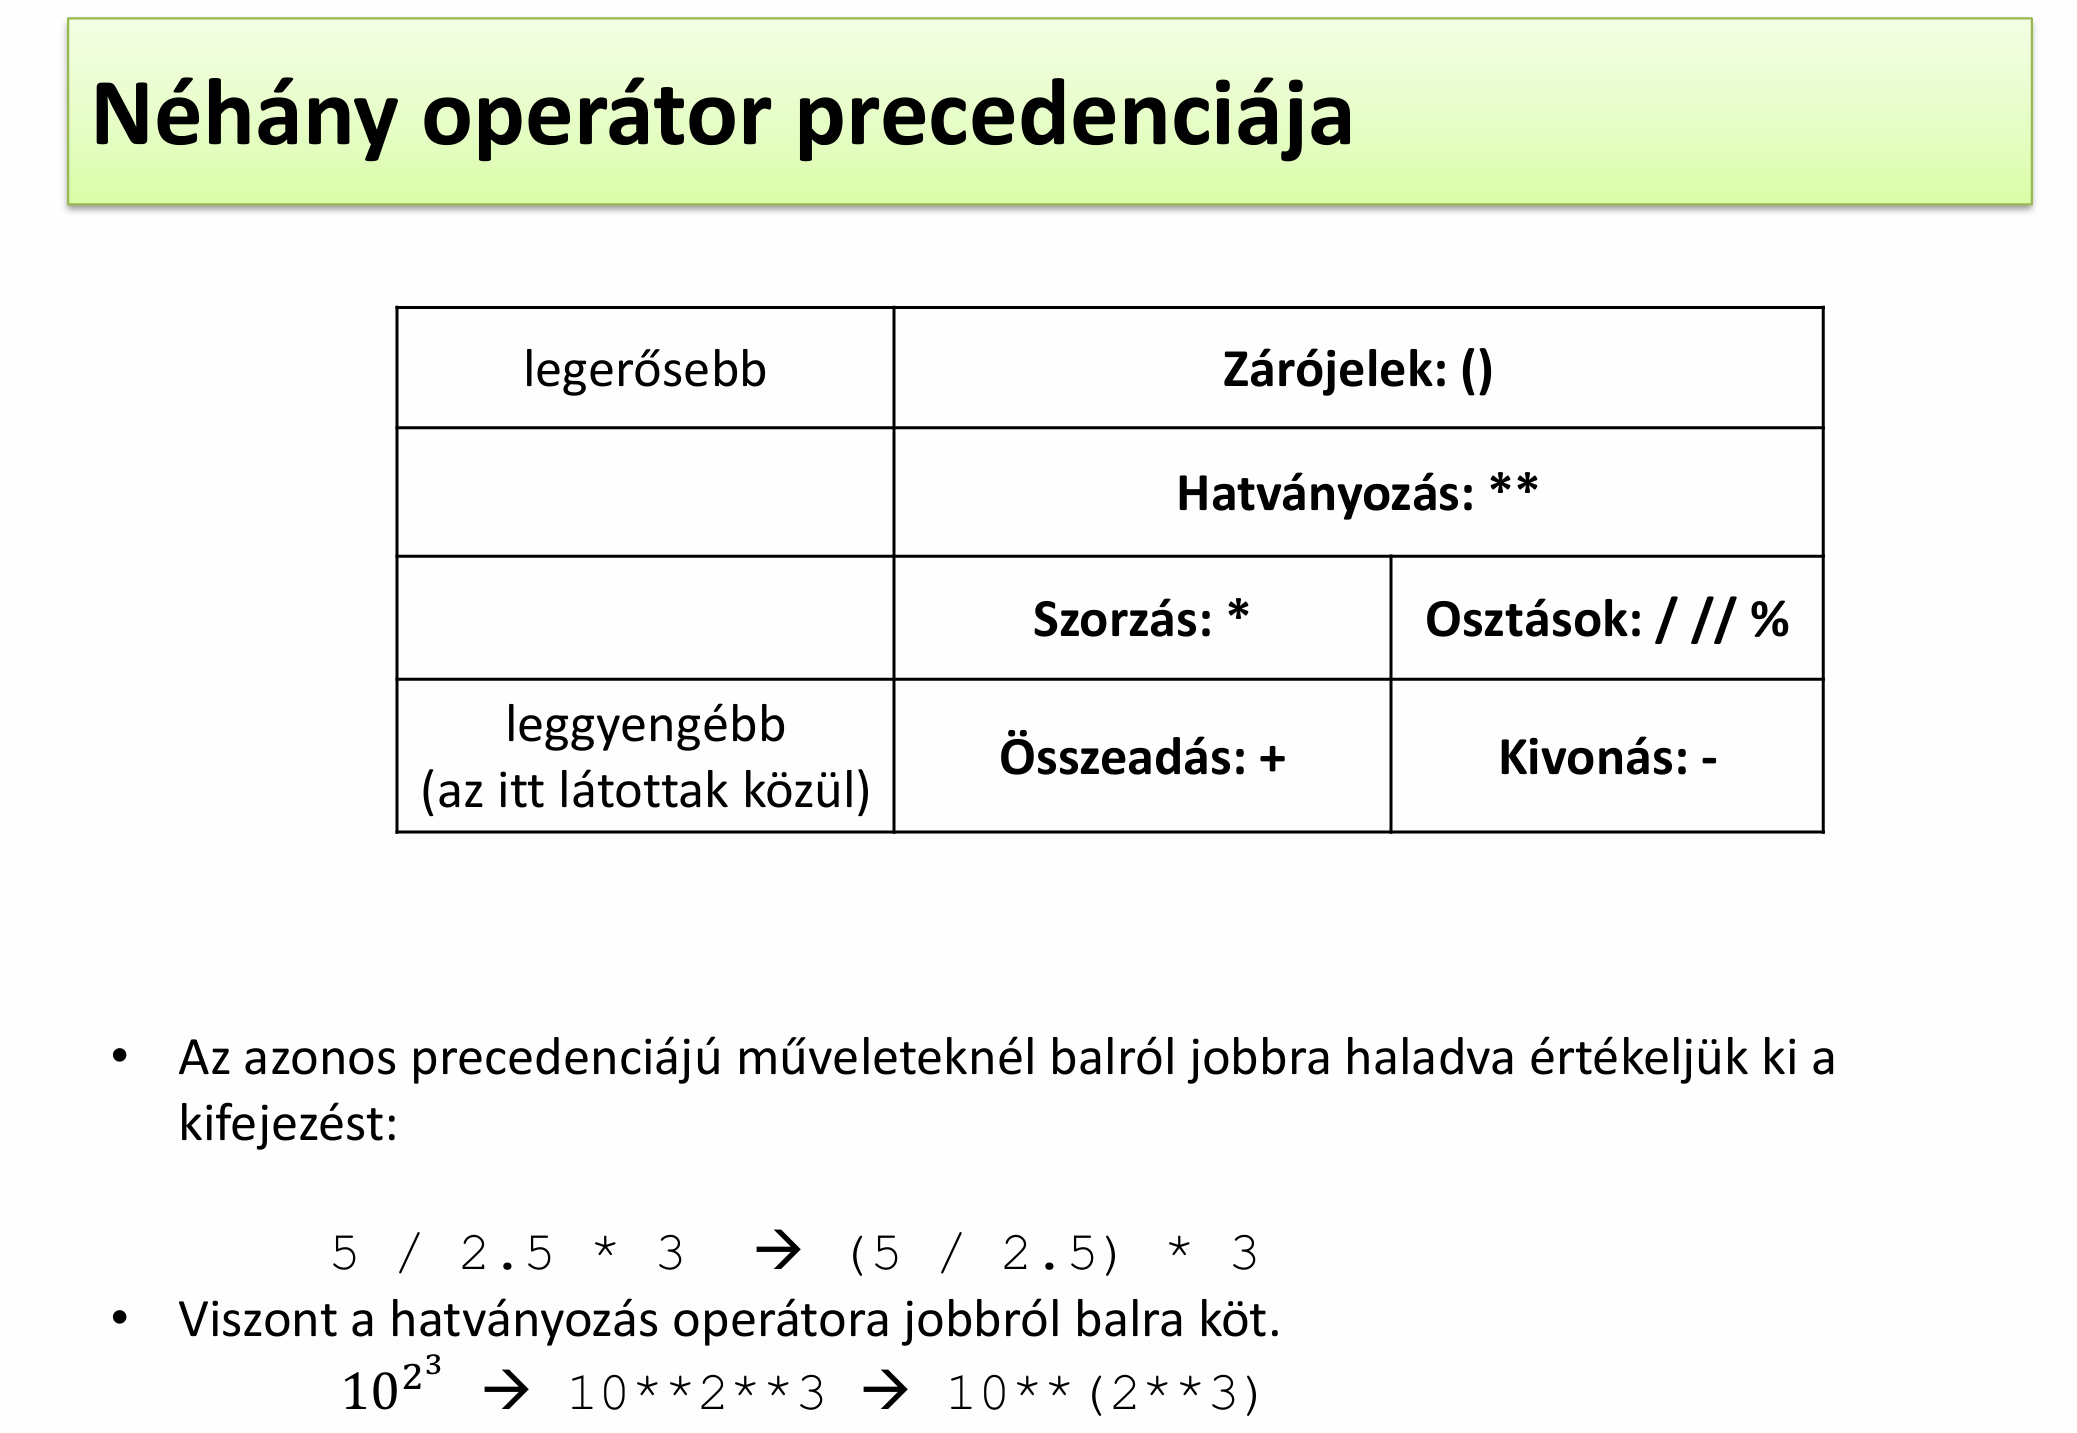 Néhány operátor precedenciája
legerősebb Zárójelek: ()
Hatványozás: **
Szorzás: * Osztások: / // %
leggyengébb
(az itt látottak közül) Összeadás: + Kivonás: -
• Az azonos precedenciájú műveleteknél balról jobbra haladva értékeljük ki a
kifejezést:
5 / 2.5 * 3 → (5 / 2.5) * 3
• Viszont a hatványozás operátora jobbról balra köt.
10^2^3 → 10**2**3 → 10**(2**3)